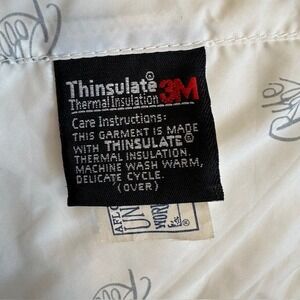 Thinsulate®
Thermal Insulation 3M
Care Instructions:
THIS GARMENT IS MADE
WITH THINSULATE®
THERMAL INSULATION.
MACHINE WASH WARM,
DELICATE CYCLE.
(OVER)